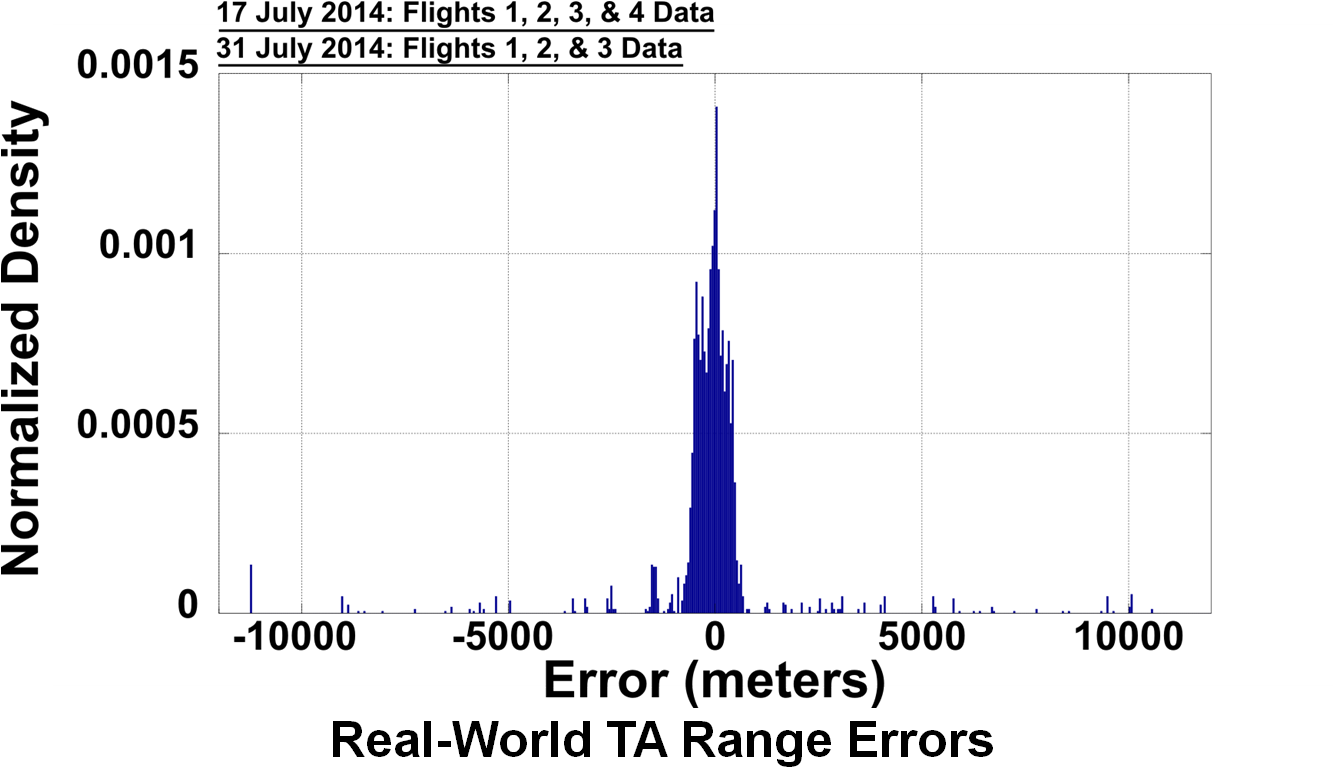 17 July 2014: Flights 1, 2, 3, & 4 Data
31 July 2014: Flights 1, 2, & 3 Data
Normalized Density
0.0015
0.001
0.0005
0
-10000 -5000 0 5000 10000
Error (meters)
Real-World TA Range Errors